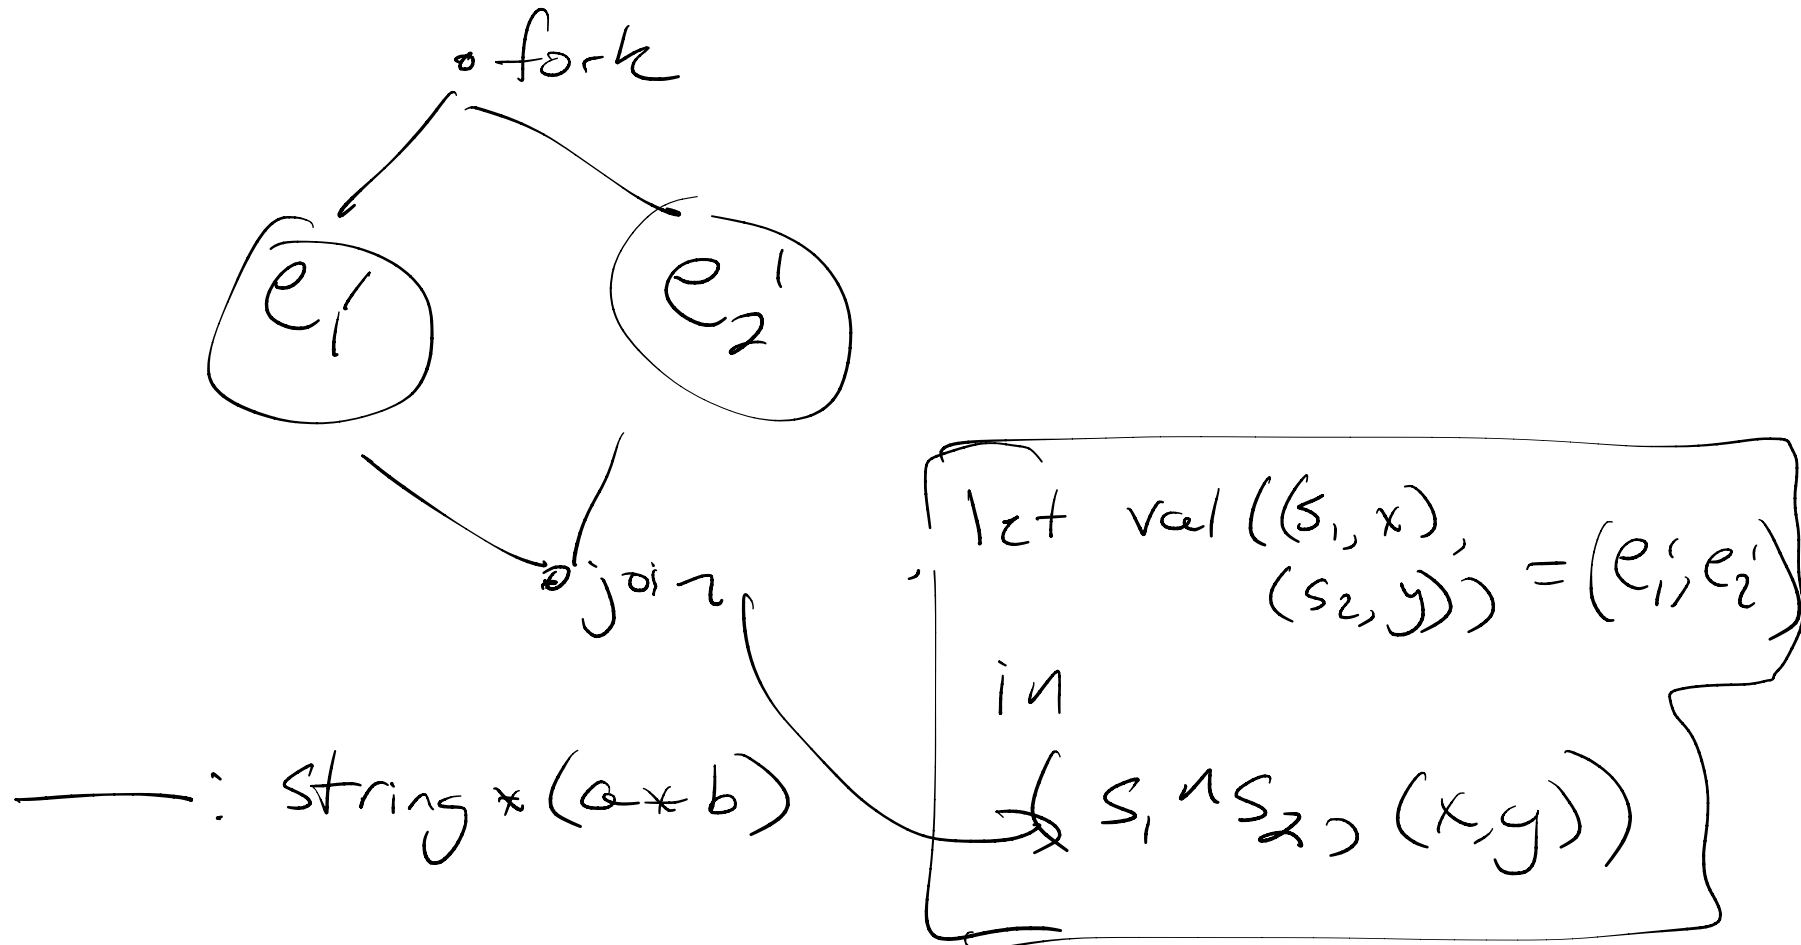 fork
e₁′ e₂′
let val((s₁, x),
(s₂, y)) = (e₁′, e₂′)
join
in
: string * (a * b)
(s₁ ^ s₂, (x,y))